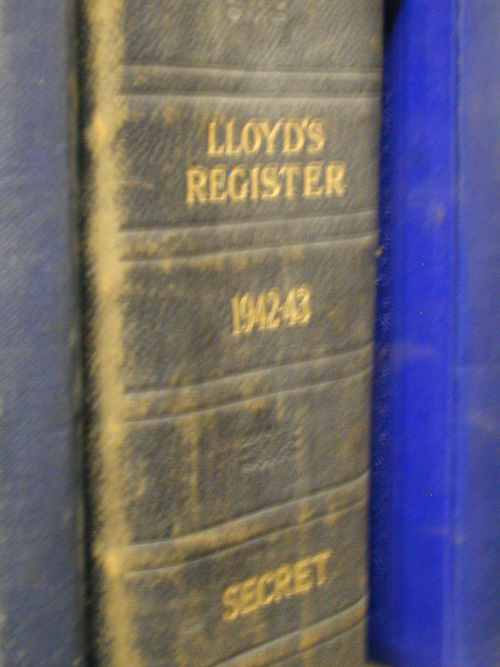 LLOYD'S
REGISTER
1942-43
SECRET